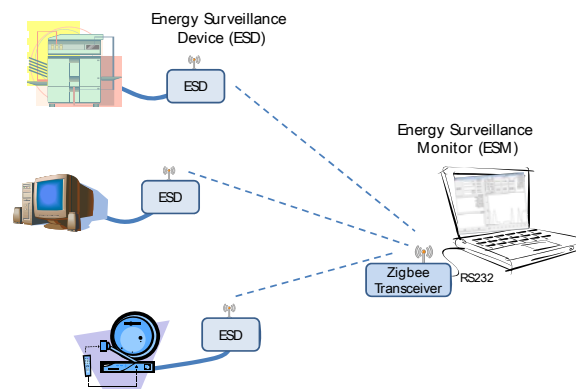 Energy Surveillance
Device (ESD)
ESD
Energy Surveillance
Monitor (ESM)
ESD
Zigbee
Transceiver
RS232
ESD